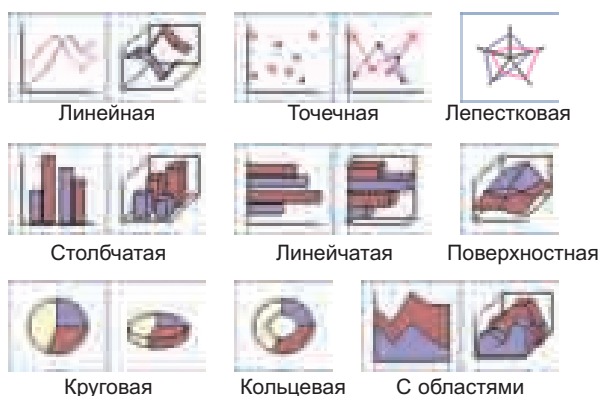 Линейная Точечная Лепестковая
Столбчатая Линейчатая Поверхностная
Круговая Кольцевая С областями